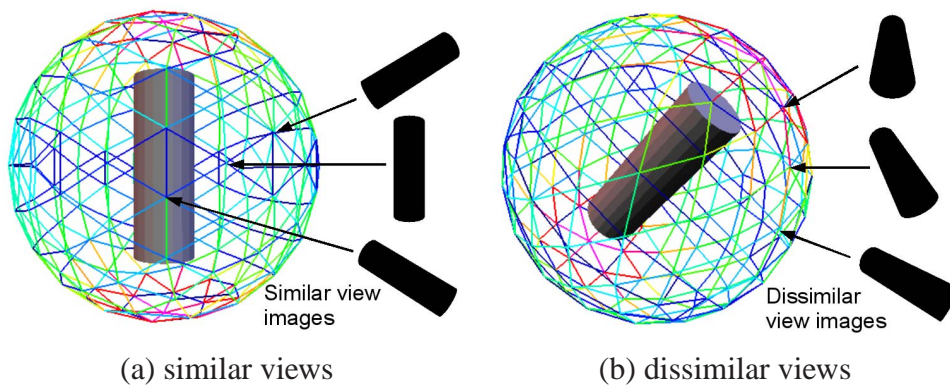 Similar view
images
Dissimilar
view images
(a) similar views
(b) dissimilar views